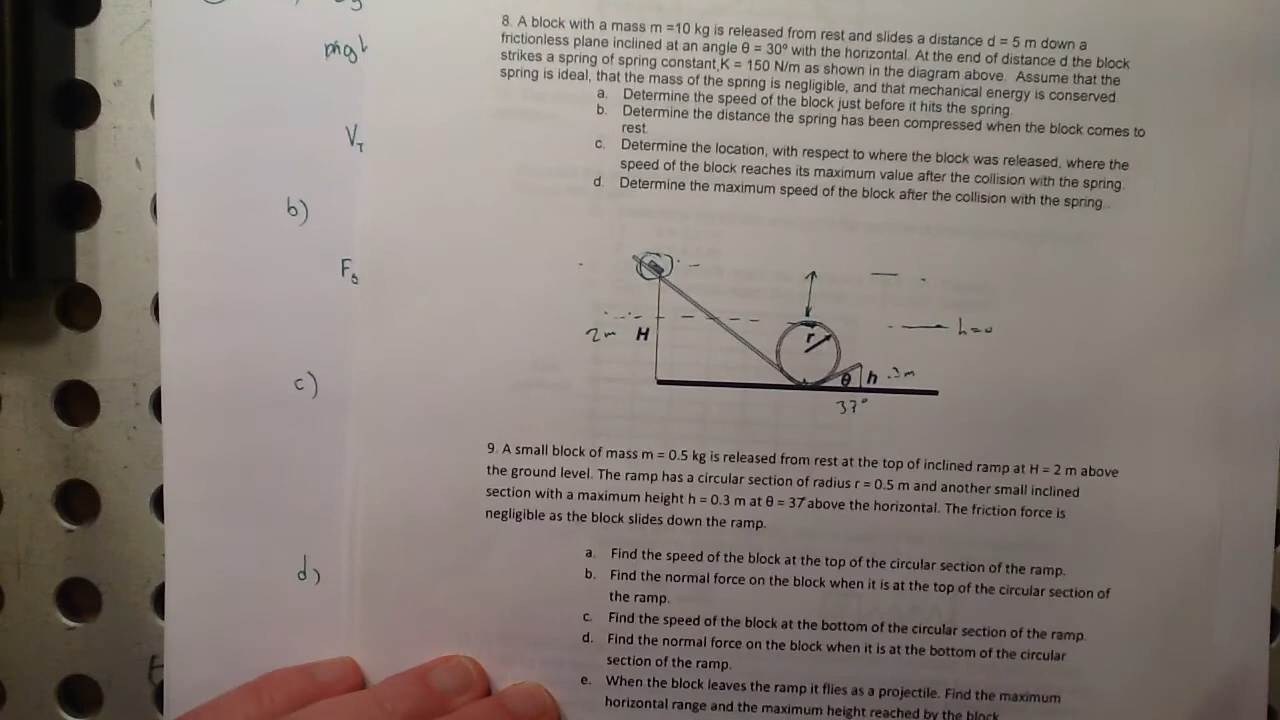 8. A block with a mass m =10 kg is released from rest and slides a distance d = 5 m down a
frictionless plane inclined at an angle θ = 30º with the horizontal. At the end of distance d the block
strikes a spring of spring constant K = 150 N/m as shown in the diagram above. Assume that the
spring is ideal, that the mass of the spring is negligible, and that mechanical energy is conserved.
a. Determine the speed of the block just before it hits the spring.
b. Determine the distance the spring has been compressed when the block comes to
rest.
c. Determine the location, with respect to where the block was released, where the
speed of the block reaches its maximum value after the collision with the spring.
d. Determine the maximum speed of the block after the collision with the spring.
mg
V_T
b)
F
c)
d)
2m H
r
h=0
θ h .3m
37°
9. A small block of mass m = 0.5 kg is released from rest at the top of inclined ramp at H = 2 m above
the ground level. The ramp has a circular section of radius r = 0.5 m and another small inclined
section with a maximum height h = 0.3 m at θ = 37 above the horizontal. The friction force is
negligible as the block slides down the ramp.
a. Find the speed of the block at the top of the circular section of the ramp.
b. Find the normal force on the block when it is at the top of the circular section of
the ramp.
c. Find the speed of the block at the bottom of the circular section of the ramp.
d. Find the normal force on the block when it is at the bottom of the circular
section of the ramp.
e. When the block leaves the ramp it flies as a projectile. Find the maximum
horizontal range and the maximum height reached by the block